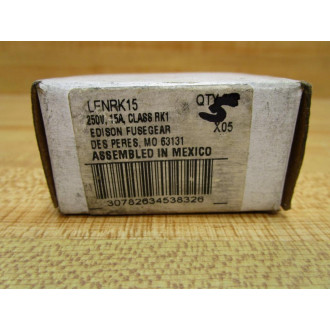 LENRK15 QTY 5
250V, 15A, CLASS RK1 X05
EDISON FUSEGEAR
DES PERES, MO 63131
ASSEMBLED IN MEXICO
30782634538326